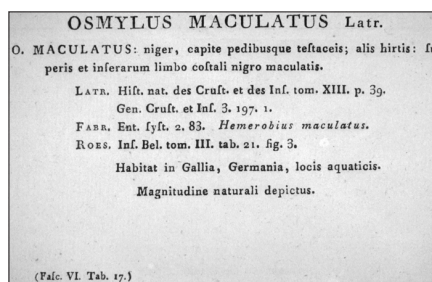 OSMYLUS MACULATUS Latr.
O. MACULATUS: niger, capite pedibusque teſtaceis; alis hirtis: ſu
peris et inferarum limbo coſtali nigro maculatis.
LATR. Hiſt. nat. des Cruſt. et des Inſ. tom. XIII. p. 39.
Gen. Cruſt. et Inſ. 3. 197. 1.
FABR. Ent. ſyſt. 2. 83. Hemerobius maculatus.
ROES. Inſ. Bel. tom. III. tab. 21. fig. 3.
Habitat in Gallia, Germania, locis aquaticis.
Magnitudine naturali depictus.
(Faſc. VI. Tab. 17.)